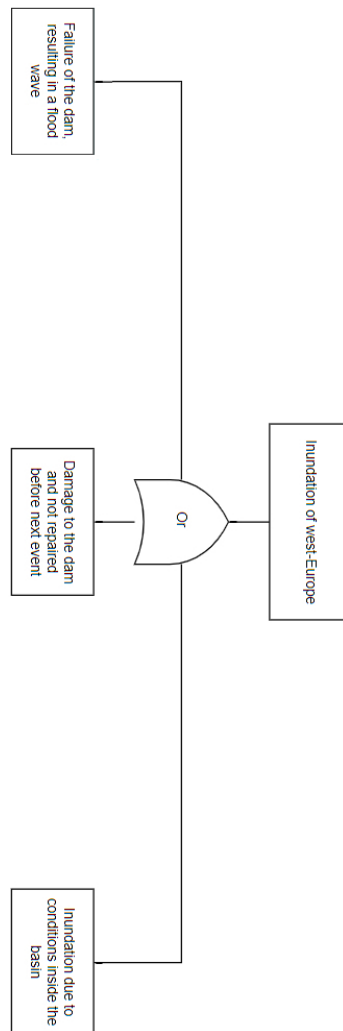 Inundation of west-Europe
Or
Failure of the dam,
resulting in a flood
wave
Damage to the dam
and not repaired
before next event
Inundation due to
conditions inside the
basin